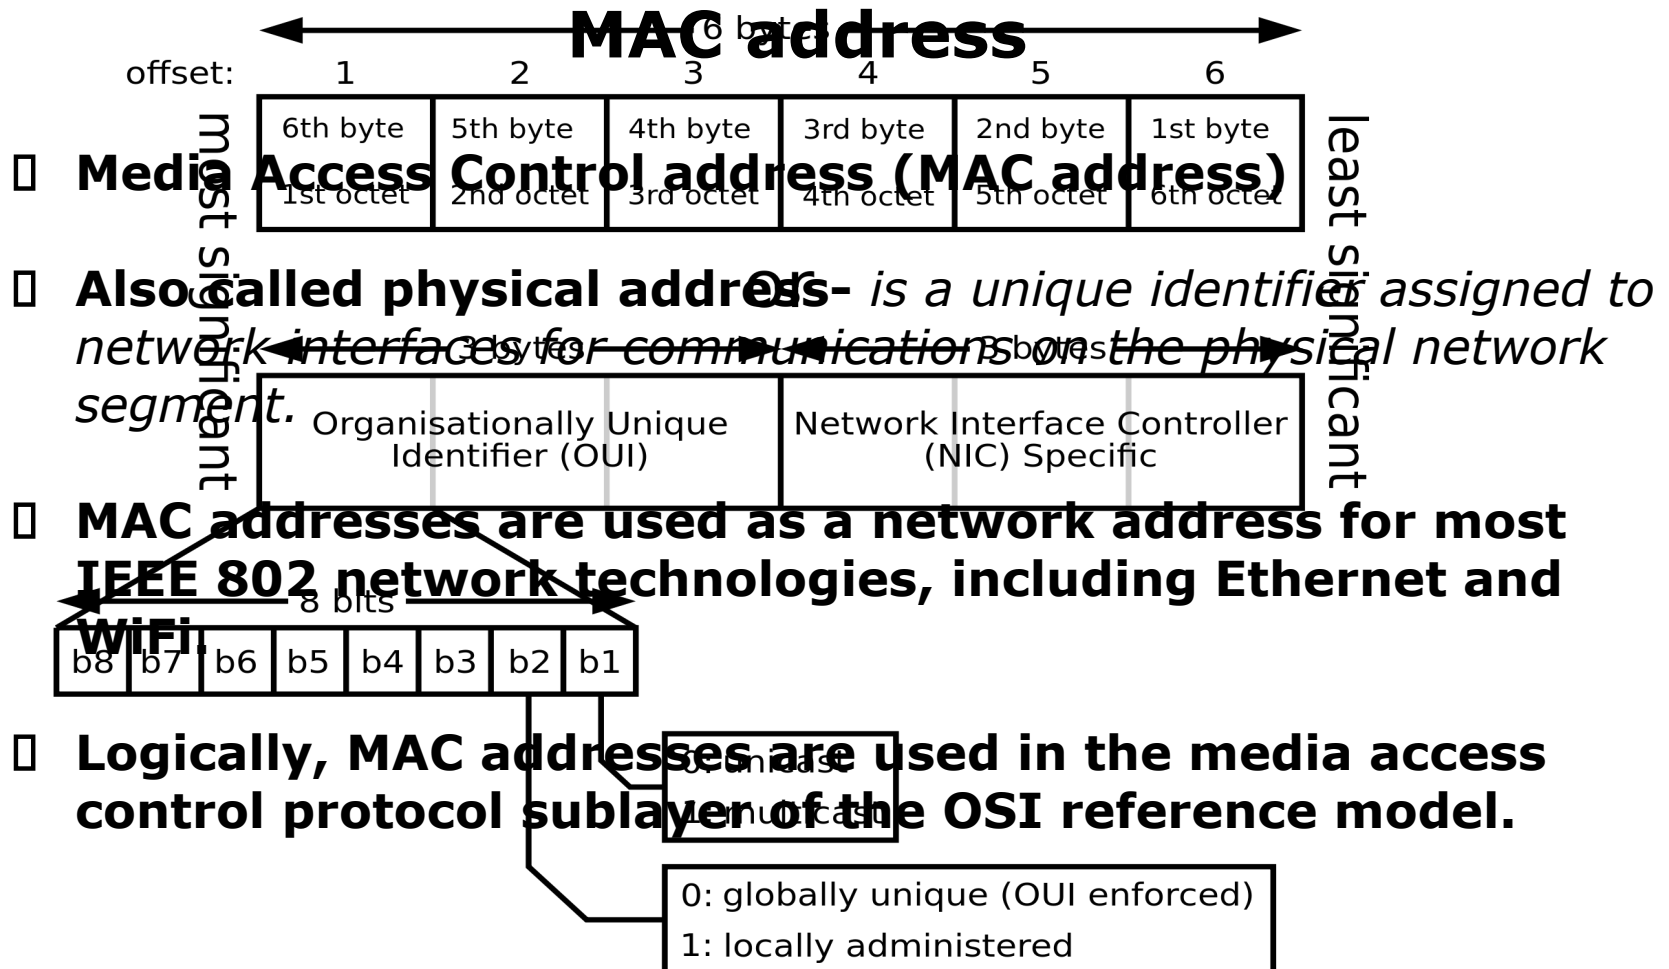 MAC address
6 bytes
offset: 1 2 3 4 5 6
6th byte 5th byte 4th byte 3rd byte 2nd byte 1st byte
1st octet 2nd octet 3rd octet 4th octet 5th octet 6th octet
most significant
least significant
Media Access Control address (MAC address)
Or
Also called physical address- is a unique identifier assigned to
network interfaces for communications on the physical network
segment.
3 bytes 3 bytes
Organisationally Unique
Identifier (OUI)
Network Interface Controller
(NIC) Specific
MAC addresses are used as a network address for most
IEEE 802 network technologies, including Ethernet and
WiFi.
8 bits
b8 b7 b6 b5 b4 b3 b2 b1
Logically, MAC addresses are used in the media access
control protocol sublayer of the OSI reference model.
0: unicast
1: multicast
0: globally unique (OUI enforced)
1: locally administered